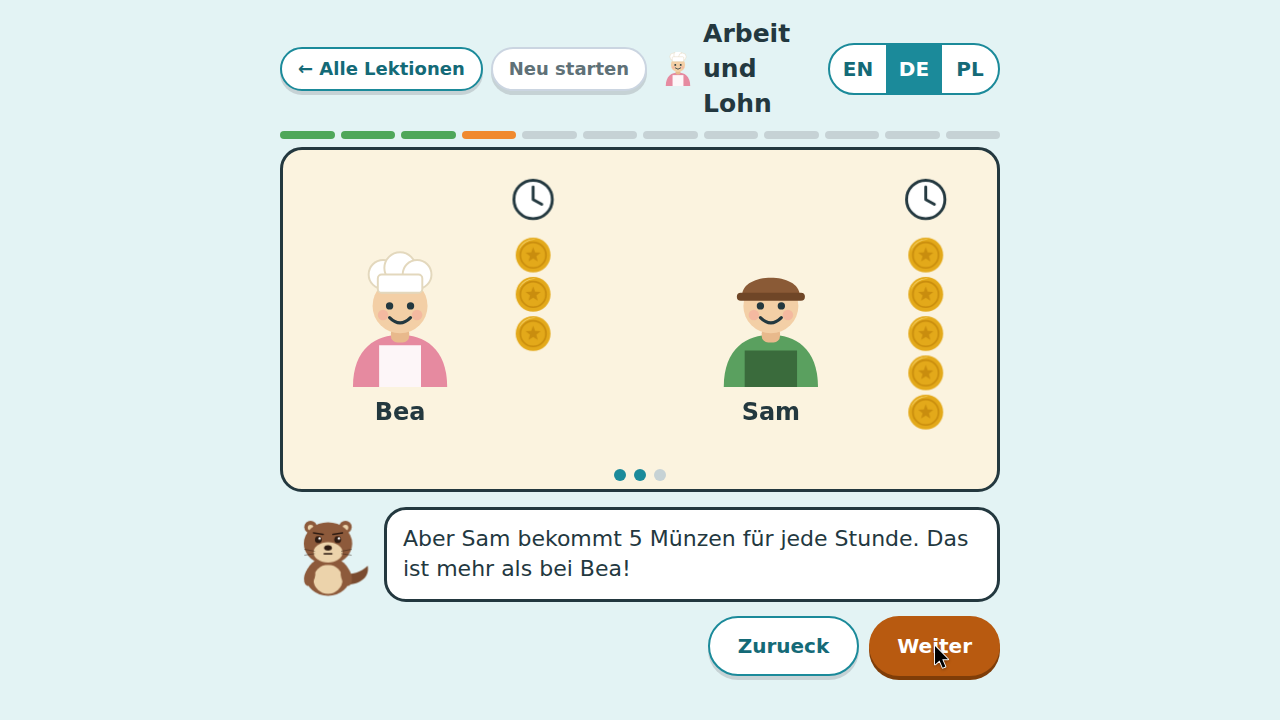 ← Alle Lektionen
Neu starten
Arbeit
und
Lohn
EN DE PL
Bea
Sam
Aber Sam bekommt 5 Münzen für jede Stunde. Das
ist mehr als bei Bea!
Zurueck
Weiter